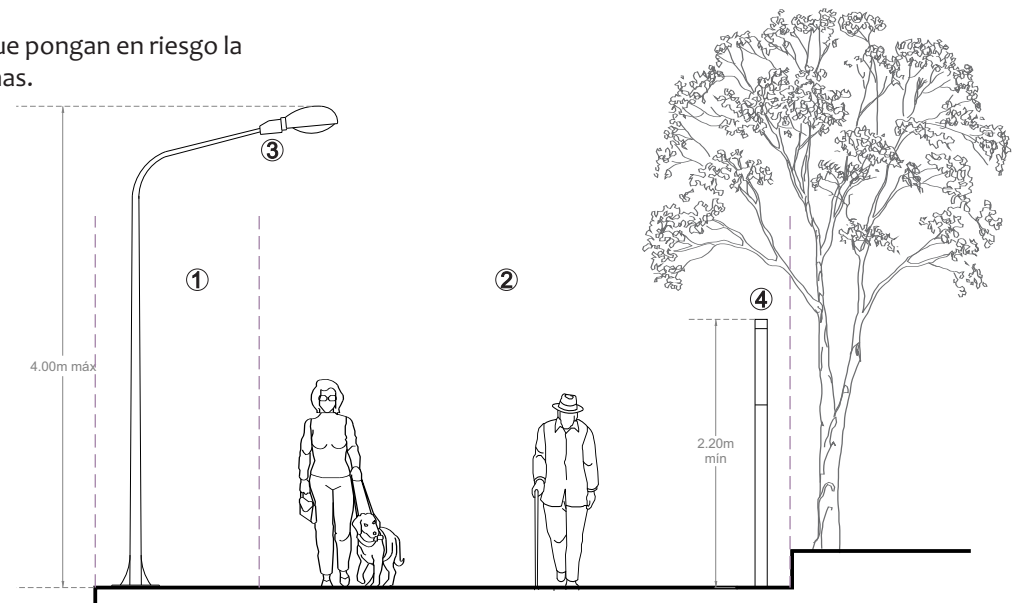 ue pongan en riesgo la
nas.
3
1
2
4
4.00m máx
2.20m
mín